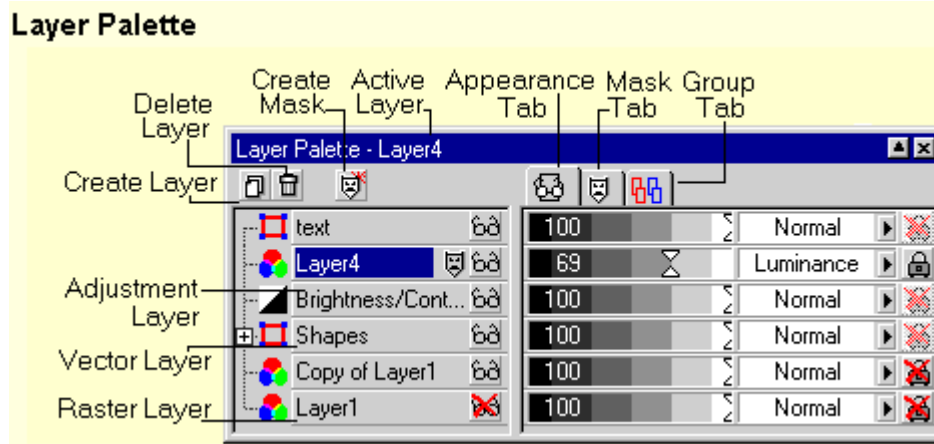 Layer Palette
Create Mask
Active Layer
Appearance Tab
Mask Tab
Group Tab
Delete Layer
Create Layer
Layer Palette - Layer4
text 100 Normal
Layer4 69 Luminance
Adjustment Layer
Brightness/Cont... 100 Normal
Vector Layer
Shapes 100 Normal
Copy of Layer1 100 Normal
Raster Layer
Layer1 100 Normal